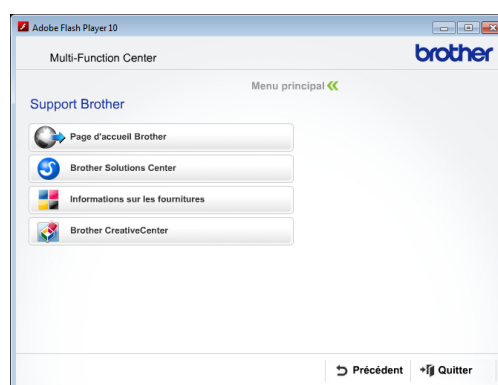 Adobe Flash Player 10
Multi-Function Center
brother
Menu principal
Support Brother
Page d'accueil Brother
Brother Solutions Center
Informations sur les fournitures
Brother CreativeCenter
Précédent
Quitter